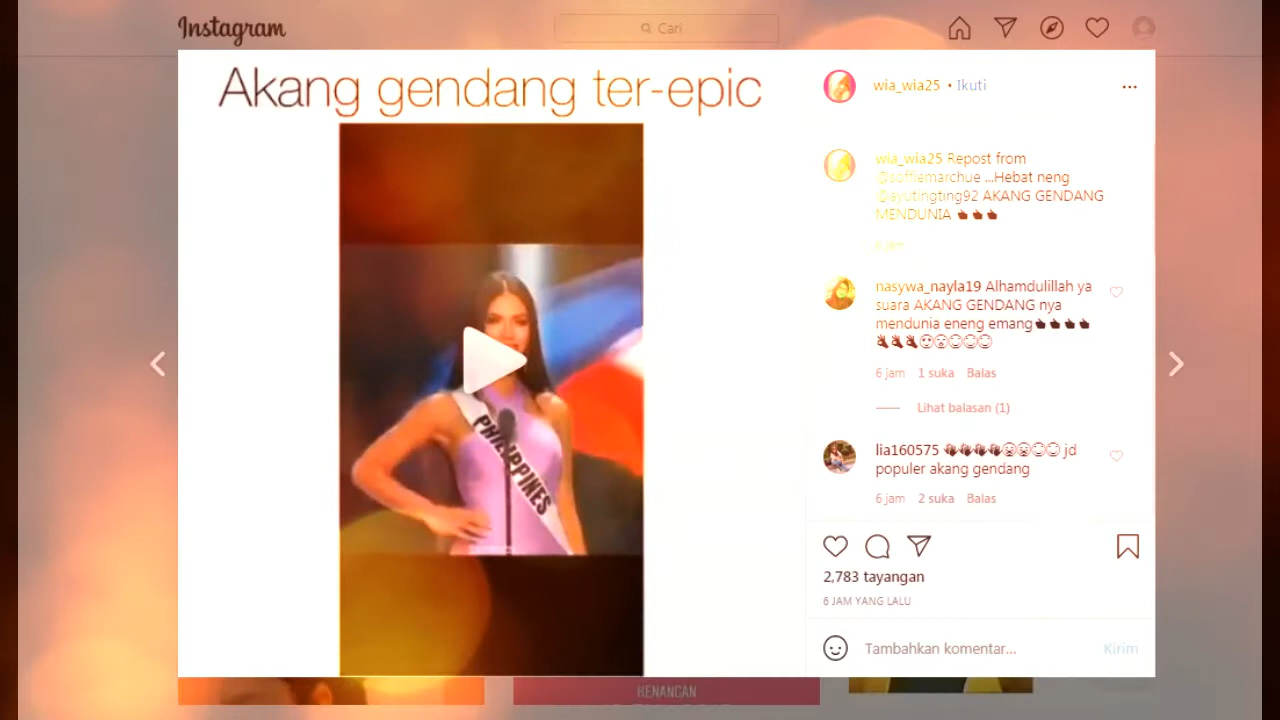 Instagram
Cari
Akang gendang ter-epic
PHILIPPINES
wia_wia25 • Ikuti
wia_wia25 Repost from
@soffiemarchue ...Hebat neng
@ayutingting92 AKANG GENDANG
MENDUNIA
6 jam
nasywa_nayla19 Alhamdulillah ya
suara AKANG GENDANG nya
mendunia eneng emang
6 jam 1 suka Balas
Lihat balasan (1)
lia160575 jd
populer akang gendang
6 jam 2 suka Balas
2,783 tayangan
6 JAM YANG LALU
Tambahkan komentar... Kirim
KENANGAN